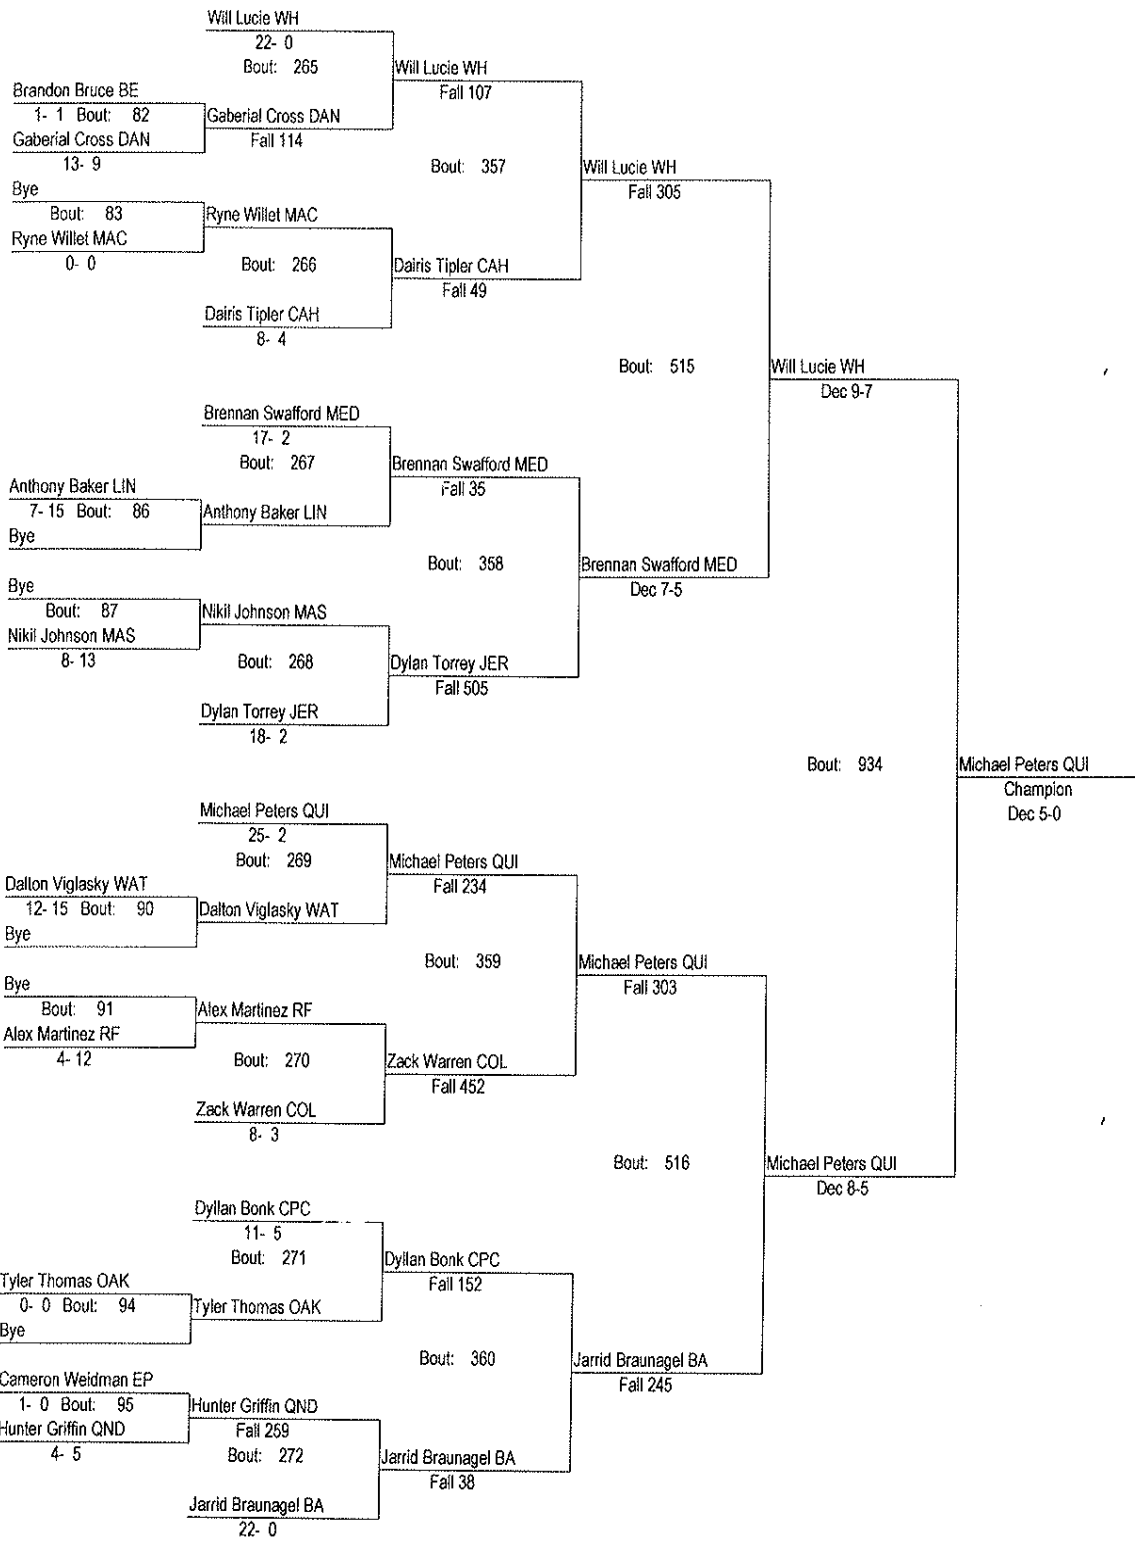 Will Lucie WH
22- 0
Bout: 265
Will Lucie WH
Fall 107
Brandon Bruce BE
1- 1 Bout: 82
Gaberial Cross DAN
Gaberial Cross DAN
Fall 114
13- 9
Bout: 357
Will Lucie WH
Fall 305
Bye
Bout: 83
Ryne Willet MAC
Ryne Willet MAC
0- 0
Bout: 266
Dairis Tipler CAH
Fall 49
Dairis Tipler CAH
8- 4
Bout: 515
Will Lucie WH
Dec 9-7
Brennan Swafford MED
17- 2
Bout: 267
Brennan Swafford MED
Fall 35
Anthony Baker LIN
7- 15 Bout: 86
Anthony Baker LIN
Bye
Bout: 358
Brennan Swafford MED
Dec 7-5
Bye
Bout: 87
Nikil Johnson MAS
Nikil Johnson MAS
8- 13
Bout: 268
Dylan Torrey JER
Fall 505
Dylan Torrey JER
18- 2
Bout: 934
Michael Peters QUI
Champion
Dec 5-0
Michael Peters QUI
25- 2
Bout: 269
Michael Peters QUI
Fall 234
Dalton Viglasky WAT
12- 15 Bout: 90
Dalton Viglasky WAT
Bye
Bout: 359
Michael Peters QUI
Fall 303
Bye
Bout: 91
Alex Martinez RF
Alex Martinez RF
4- 12
Bout: 270
Zack Warren COL
Fall 452
Zack Warren COL
8- 3
Bout: 516
Michael Peters QUI
Dec 8-5
Dyllan Bonk CPC
11- 5
Bout: 271
Dyllan Bonk CPC
Fall 152
Tyler Thomas OAK
0- 0 Bout: 94
Tyler Thomas OAK
Bye
Bout: 360
Jarrid Braunagel BA
Fall 245
Cameron Weidman EP
1- 0 Bout: 95
Hunter Griffin QND
Hunter Griffin QND
Fall 259
4- 5
Bout: 272
Jarrid Braunagel BA
Fall 38
Jarrid Braunagel BA
22- 0